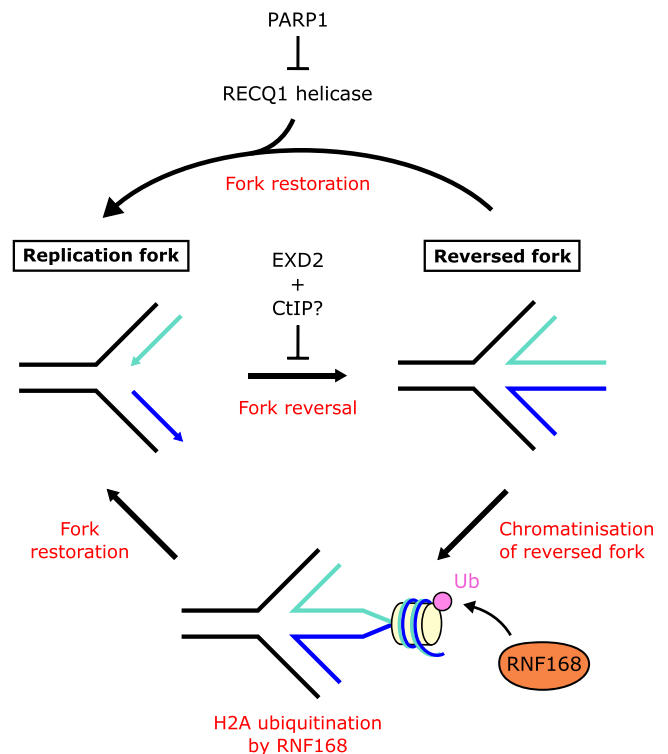 PARP1
RECQ1 helicase
Fork restoration
Replication fork
Reversed fork
EXD2
+
CtIP?
Fork reversal
Fork
restoration
Chromatinisation
of reversed fork
Ub
RNF168
H2A ubiquitination
by RNF168